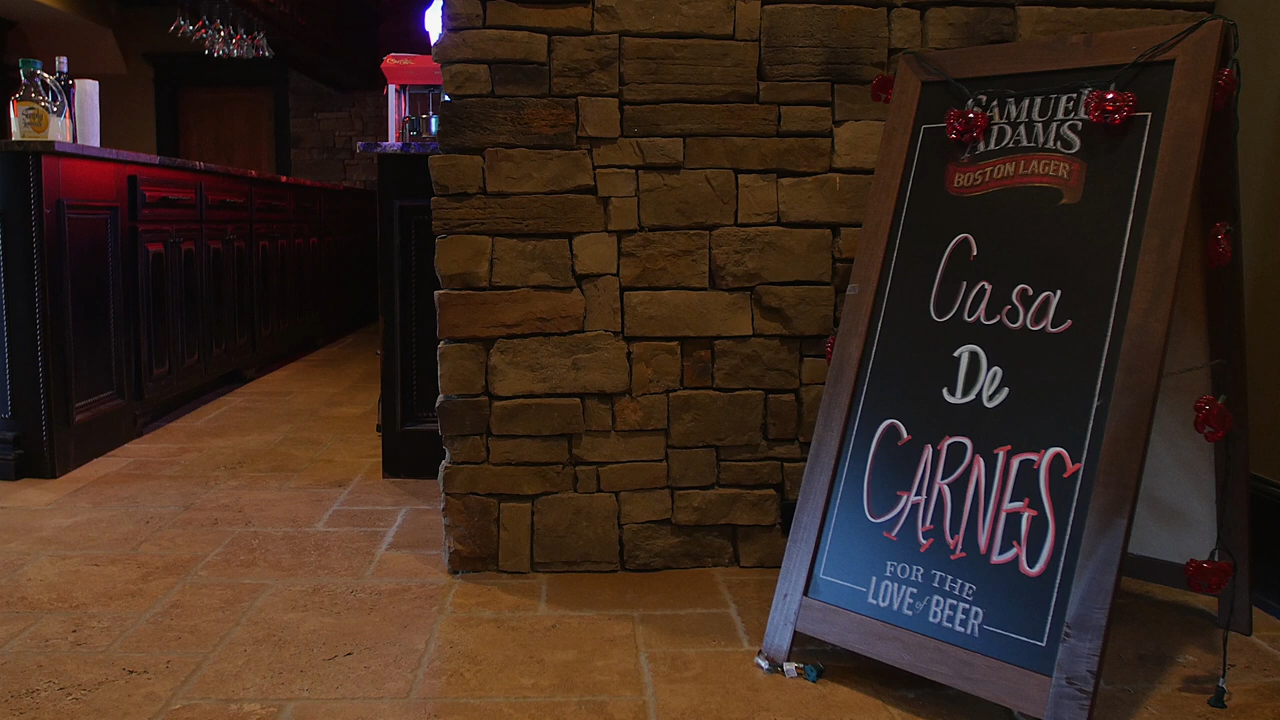 SAMUEL
ADAMS
BOSTON LAGER
Casa
De
CARNES
FOR THE
LOVE of BEER